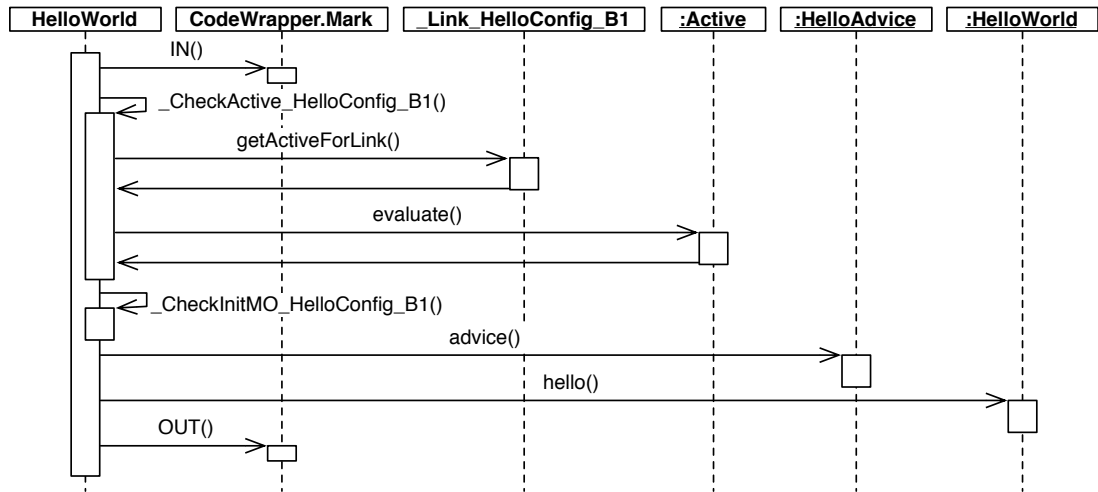 HelloWorld CodeWrapper.Mark _Link_HelloConfig_B1 :Active :HelloAdvice :HelloWorld
IN()
_CheckActive_HelloConfig_B1()
getActiveForLink()
evaluate()
_CheckInitMO_HelloConfig_B1()
advice()
hello()
OUT()